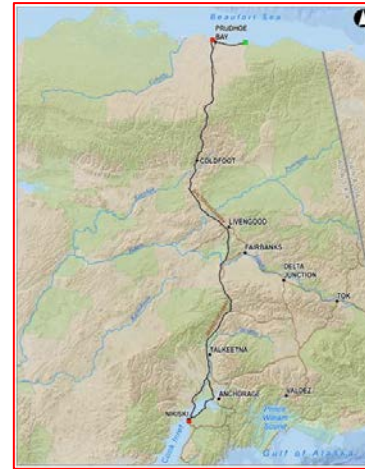 Beaufort Sea
PRUDHOE
BAY
COLDFOOT
LIVENGOOD
FAIRBANKS
DELTA
JUNCTION
TOK
TALKEETNA
ANCHORAGE
VALDEZ
NIKISKI
Prince
William
Sound
Cook Inlet
Gulf of Alaska